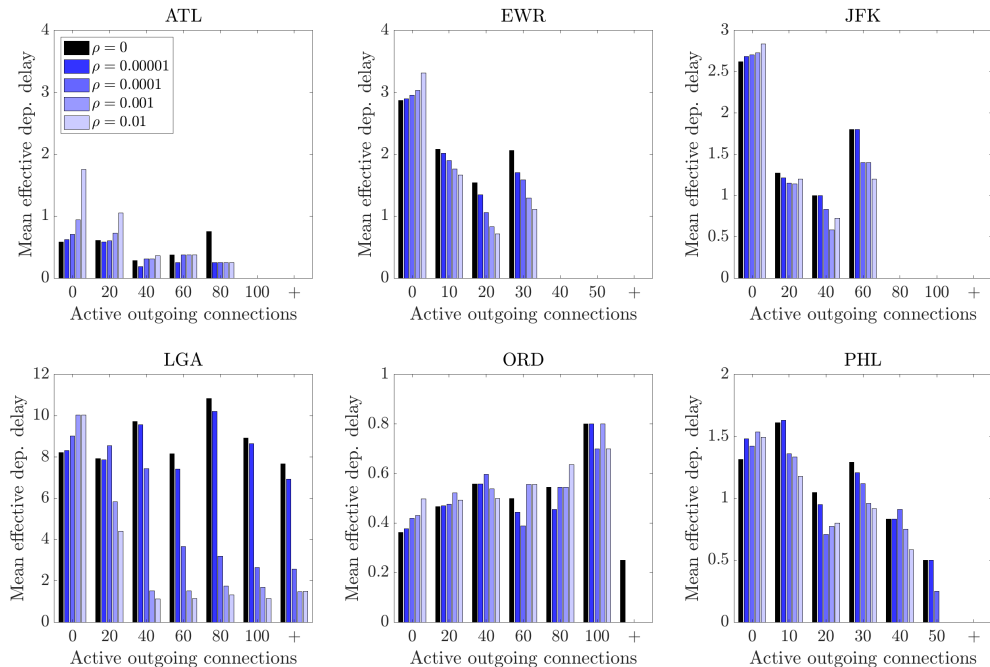 ATL
Mean effective dep. delay
4
3
2
1
0
ρ = 0
ρ = 0.00001
ρ = 0.0001
ρ = 0.001
ρ = 0.01
0 20 40 60 80 100 +
Active outgoing connections
EWR
Mean effective dep. delay
4
3
2
1
0
0 10 20 30 40 50 +
Active outgoing connections
JFK
Mean effective dep. delay
3
2.5
2
1.5
1
0.5
0
0 20 40 60 80 100 +
Active outgoing connections
LGA
Mean effective dep. delay
12
10
8
6
4
2
0
0 20 40 60 80 100 +
Active outgoing connections
ORD
Mean effective dep. delay
1
0.8
0.6
0.4
0.2
0
0 20 40 60 80 100 +
Active outgoing connections
PHL
Mean effective dep. delay
2
1.5
1
0.5
0
0 10 20 30 40 50 +
Active outgoing connections